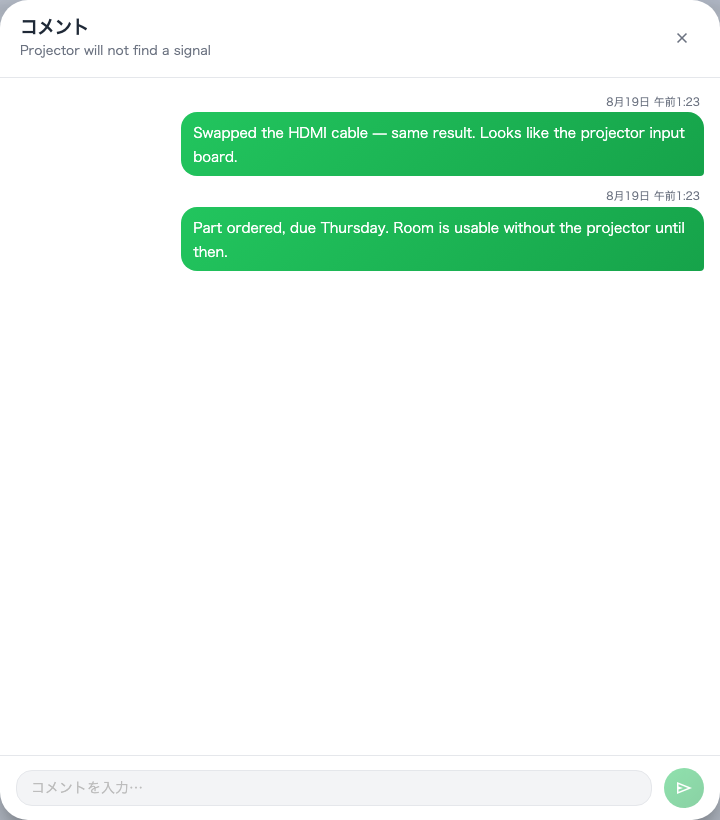 コメント
Projector will not find a signal
8月19日 午前1:23
Swapped the HDMI cable — same result. Looks like the projector input
board.
8月19日 午前1:23
Part ordered, due Thursday. Room is usable without the projector until
then.
コメントを入力…